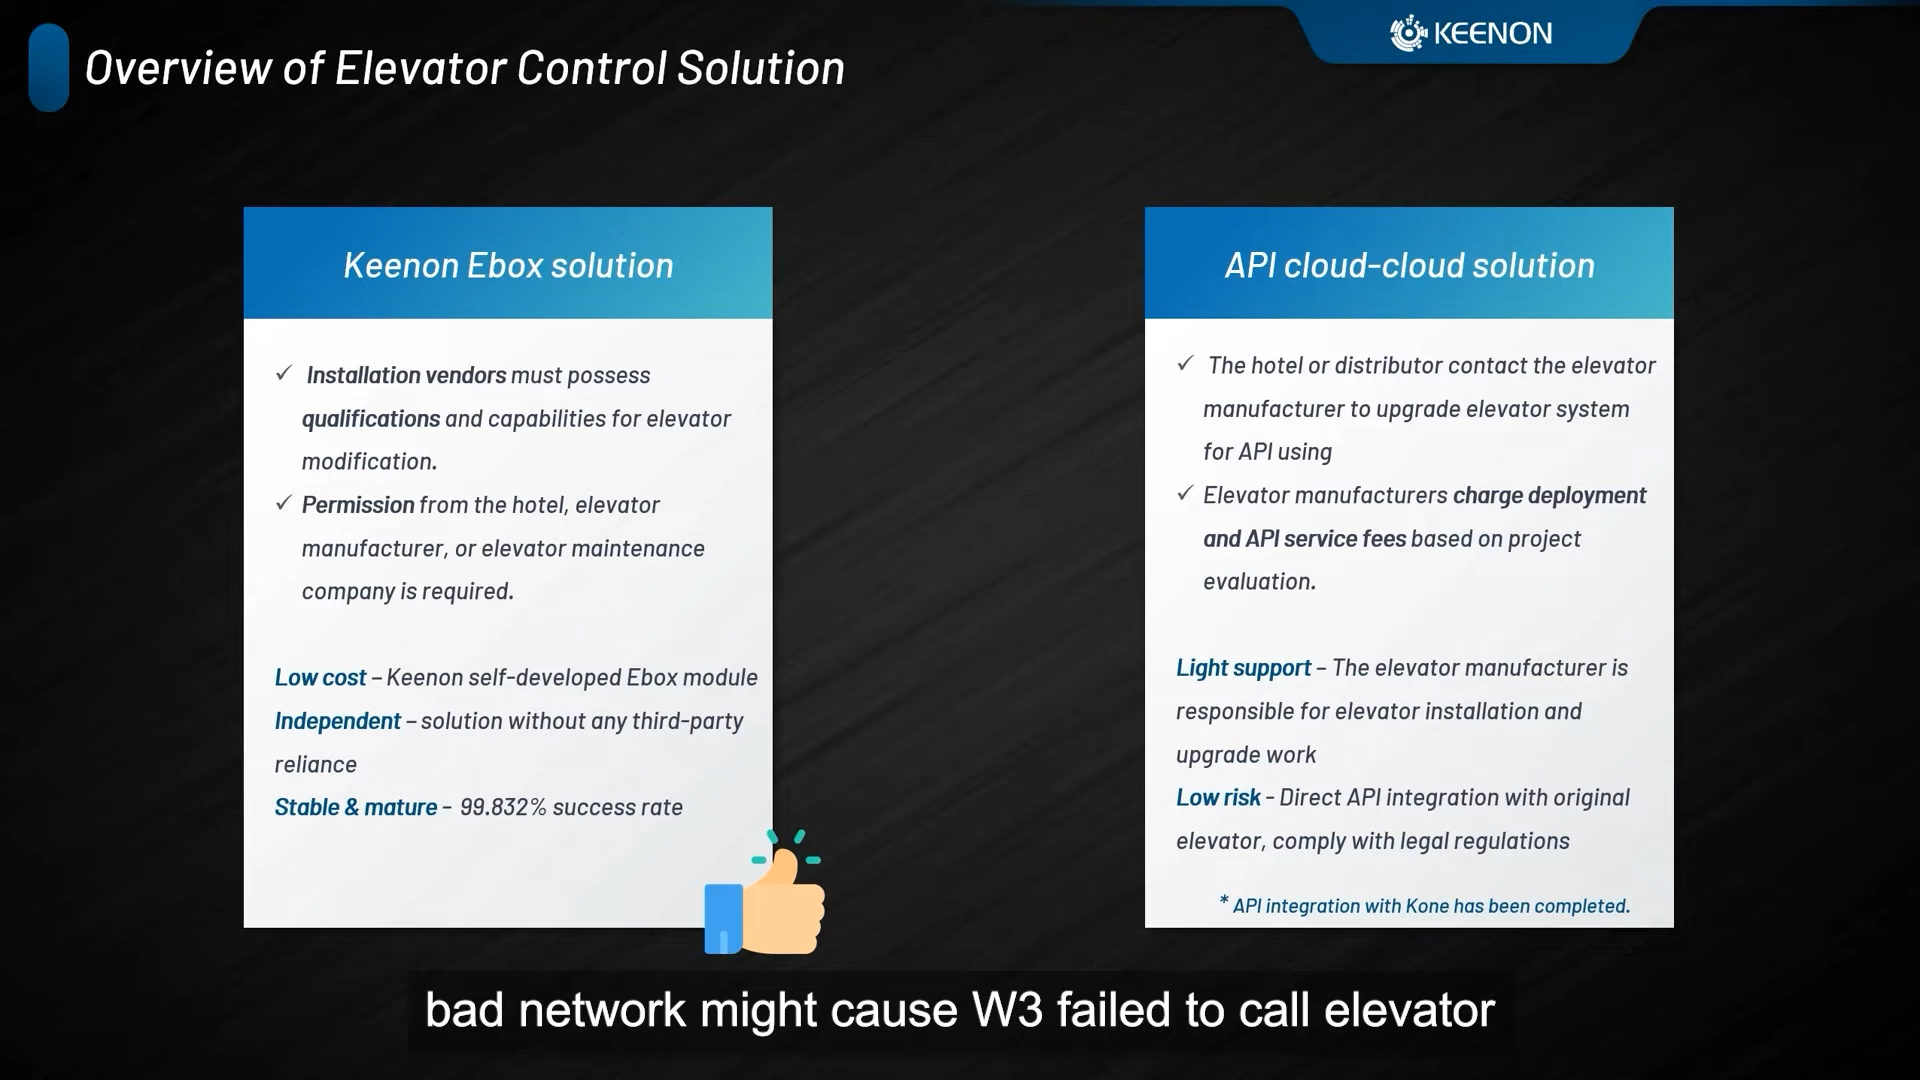 Overview of Elevator Control Solution
KEENON
Keenon Ebox solution
✓ Installation vendors must possess
qualifications and capabilities for elevator
modification.
✓ Permission from the hotel, elevator
manufacturer, or elevator maintenance
company is required.
Low cost – Keenon self-developed Ebox module
Independent – solution without any third-party
reliance
Stable & mature – 99.832% success rate
API cloud-cloud solution
✓ The hotel or distributor contact the elevator
manufacturer to upgrade elevator system
for API using
✓ Elevator manufacturers charge deployment
and API service fees based on project
evaluation.
Light support – The elevator manufacturer is
responsible for elevator installation and
upgrade work
Low risk - Direct API integration with original
elevator, comply with legal regulations
* API integration with Kone has been completed.
bad network might cause W3 failed to call elevator